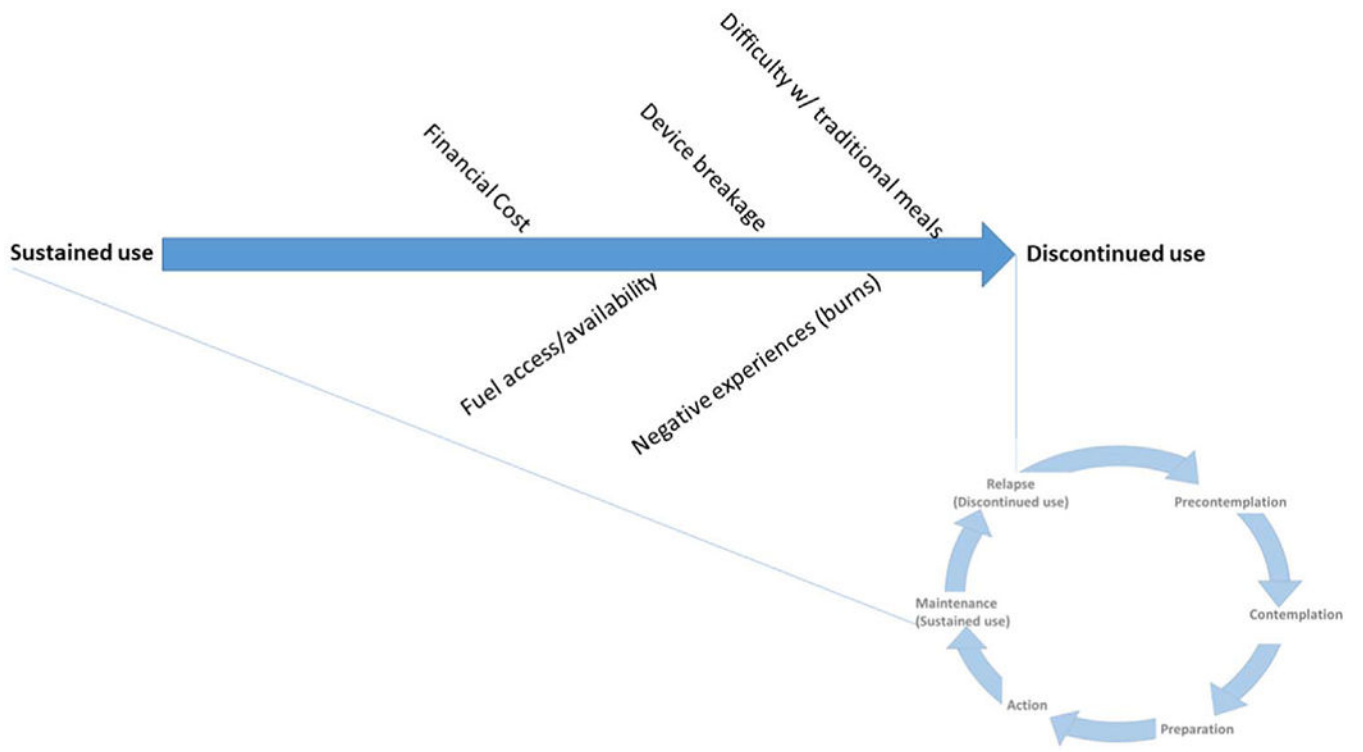 Difficulty w/ traditional meals
Device breakage
Financial Cost
Sustained use
Discontinued use
Fuel access/availability
Negative experiences (burns)
Relapse
(Discontinued use)
Precontemplation
Maintenance
(Sustained use)
Contemplation
Action
Preparation